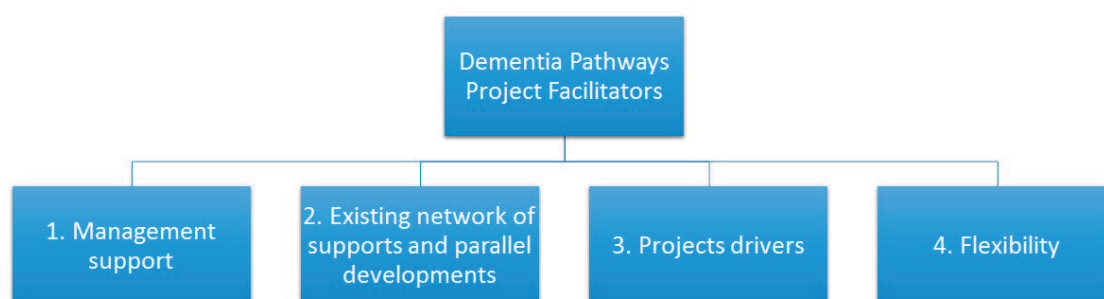 Dementia Pathways
Project Facilitators
1. Management
support
2. Existing network of
supports and parallel
developments
3. Projects drivers
4. Flexibility